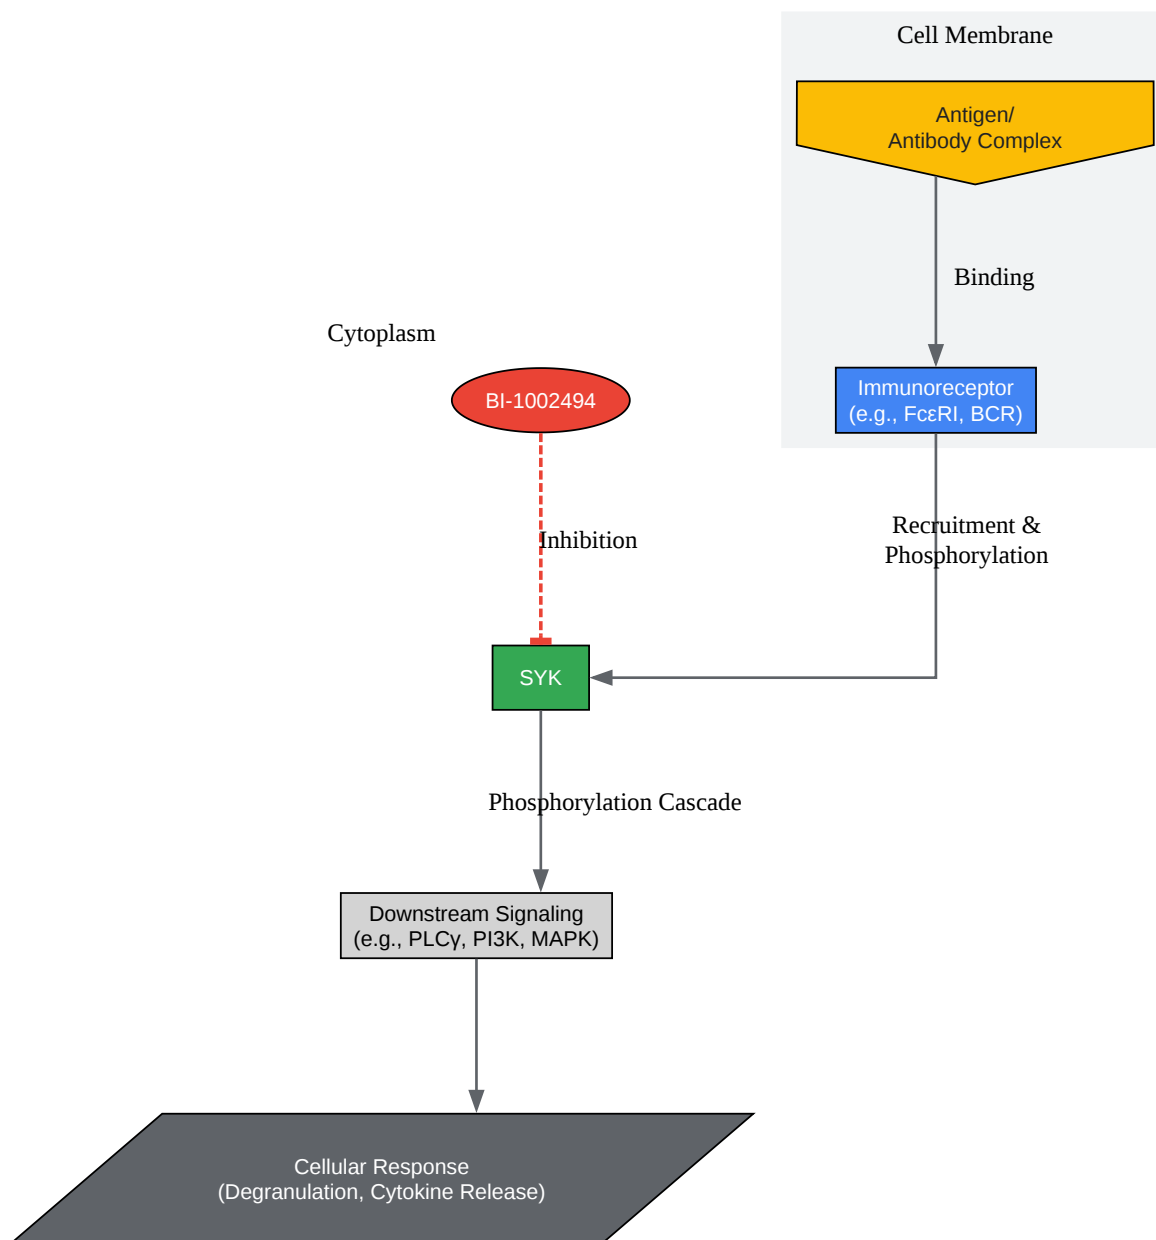 Cell Membrane
Antigen/
Antibody Complex
Binding
Cytoplasm
BI-1002494
Immunoreceptor
(e.g., FcεRI, BCR)
Inhibition
Recruitment &
Phosphorylation
SYK
Phosphorylation Cascade
Downstream Signaling
(e.g., PLCγ, PI3K, MAPK)
Cellular Response
(Degranulation, Cytokine Release)